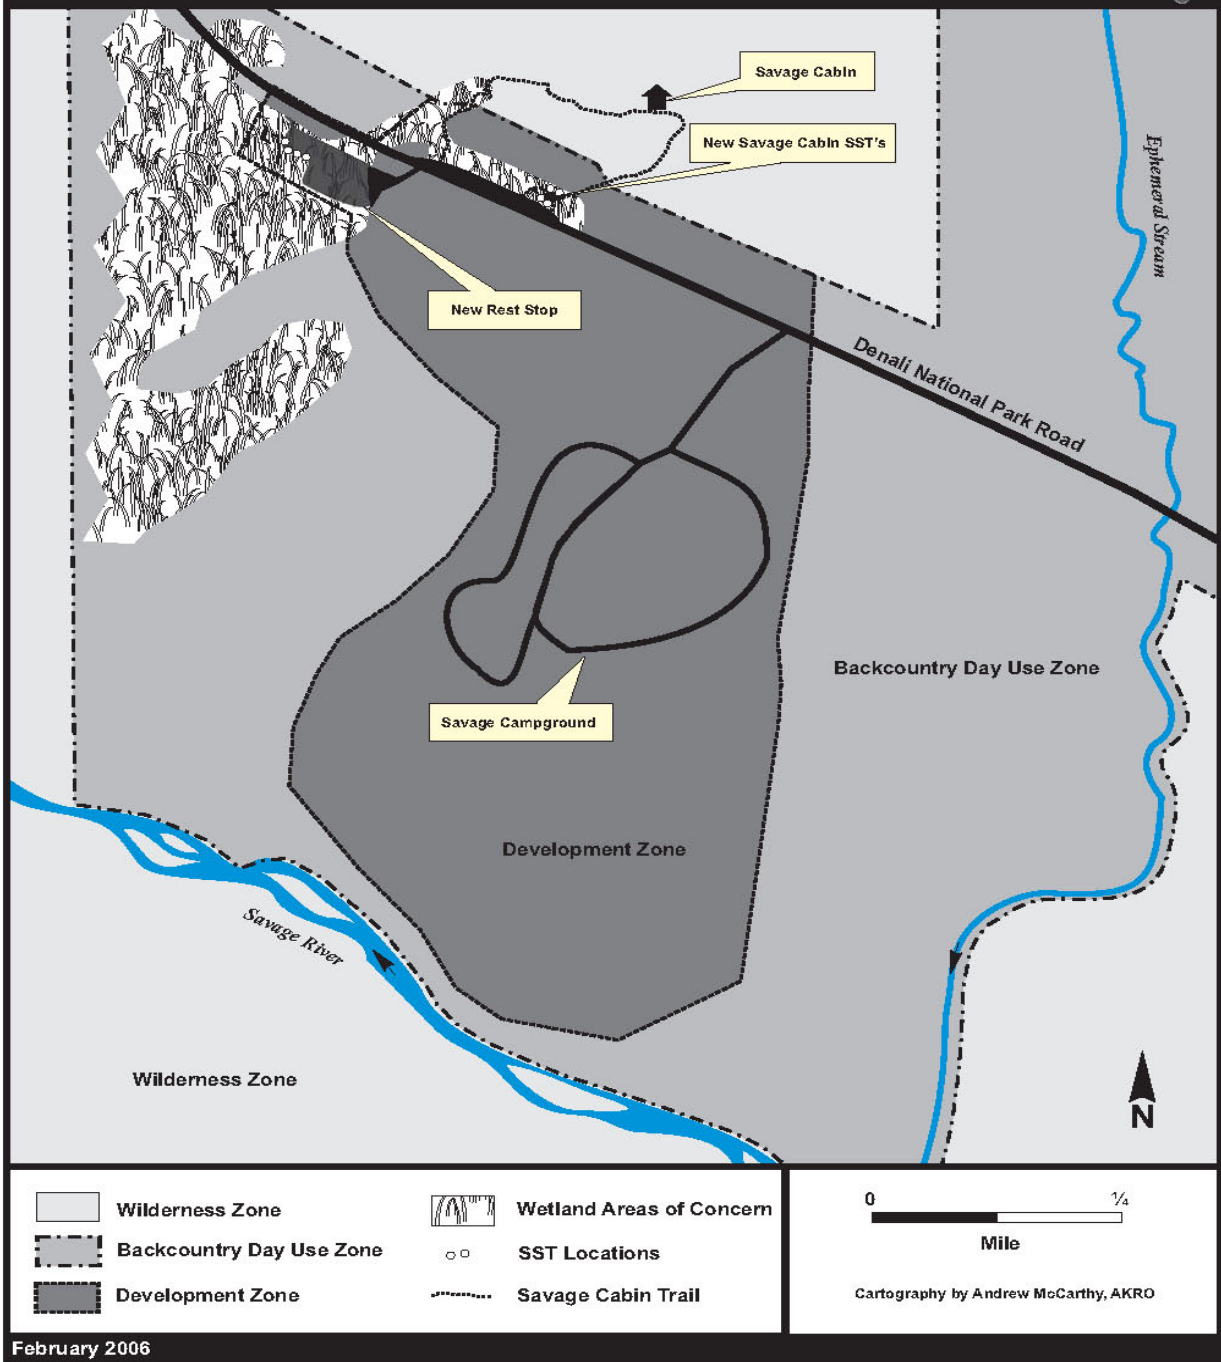 Savage Cabin
New Savage Cabin SST's
Ephemeral Stream
New Rest Stop
Denali National Park Road
Backcountry Day Use Zone
Savage Campground
Development Zone
Savage River
Wilderness Zone
N
Wilderness Zone
Backcountry Day Use Zone
Development Zone
Wetland Areas of Concern
SST Locations
Savage Cabin Trail
0 ¼
Mile
Cartography by Andrew McCarthy, AKRO
February 2006